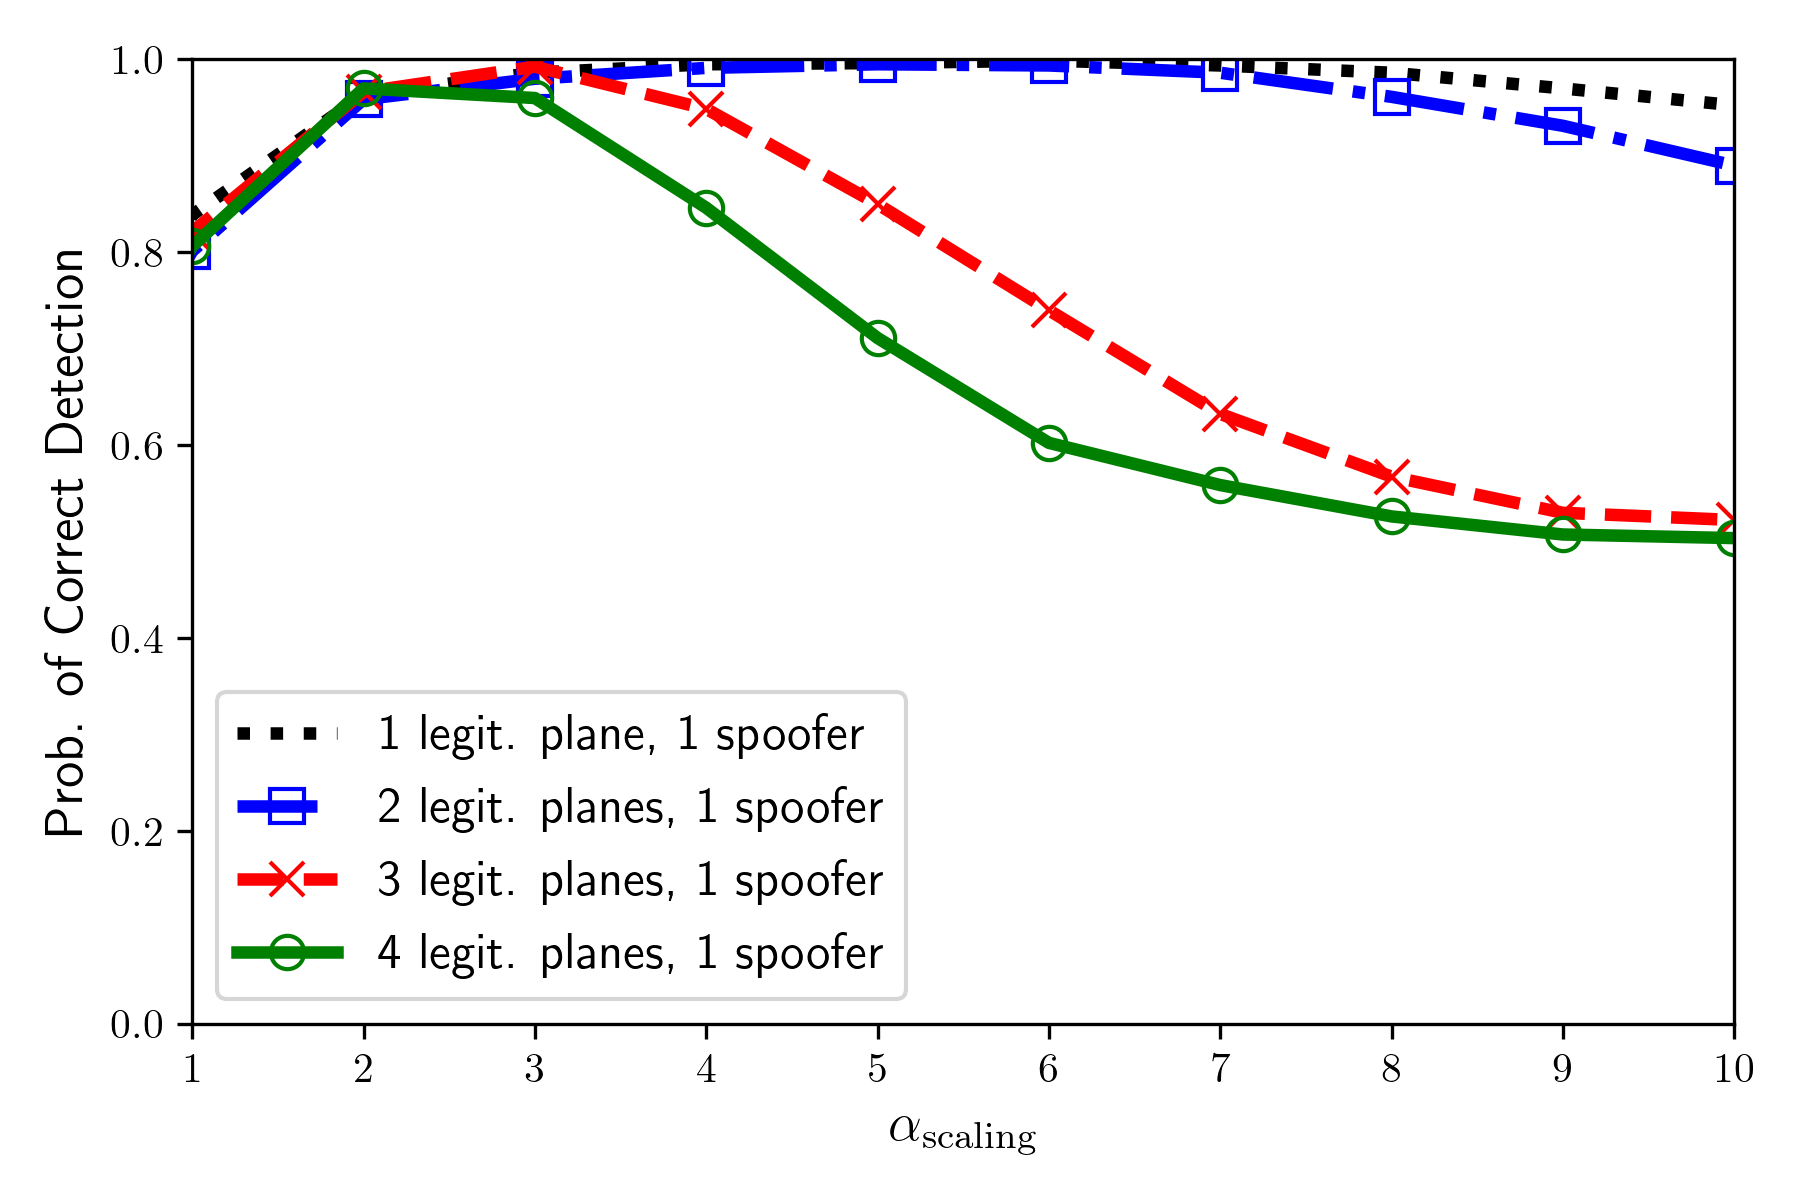 1.0
0.8
0.6
0.4
0.2
0.0
Prob. of Correct Detection
1 legit. plane, 1 spoofer
2 legit. planes, 1 spoofer
3 legit. planes, 1 spoofer
4 legit. planes, 1 spoofer
1 2 3 4 5 6 7 8 9 10
α_scaling